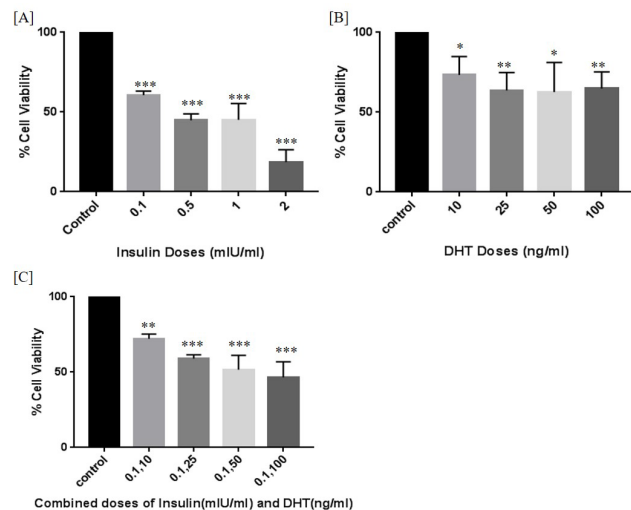 [A]
100
50
0
% Cell Viability
***
***
***
***
Control
0.1
0.5
1
2
Insulin Doses (mIU/ml)
[B]
100
50
0
% Cell Viability
*
**
*
**
control
10
25
50
100
DHT Doses (ng/ml)
[C]
100
50
0
% Cell Viability
**
***
***
***
control
0.1,10
0.1,25
0.1,50
0.1,100
Combined doses of Insulin(mIU/ml) and DHT(ng/ml)